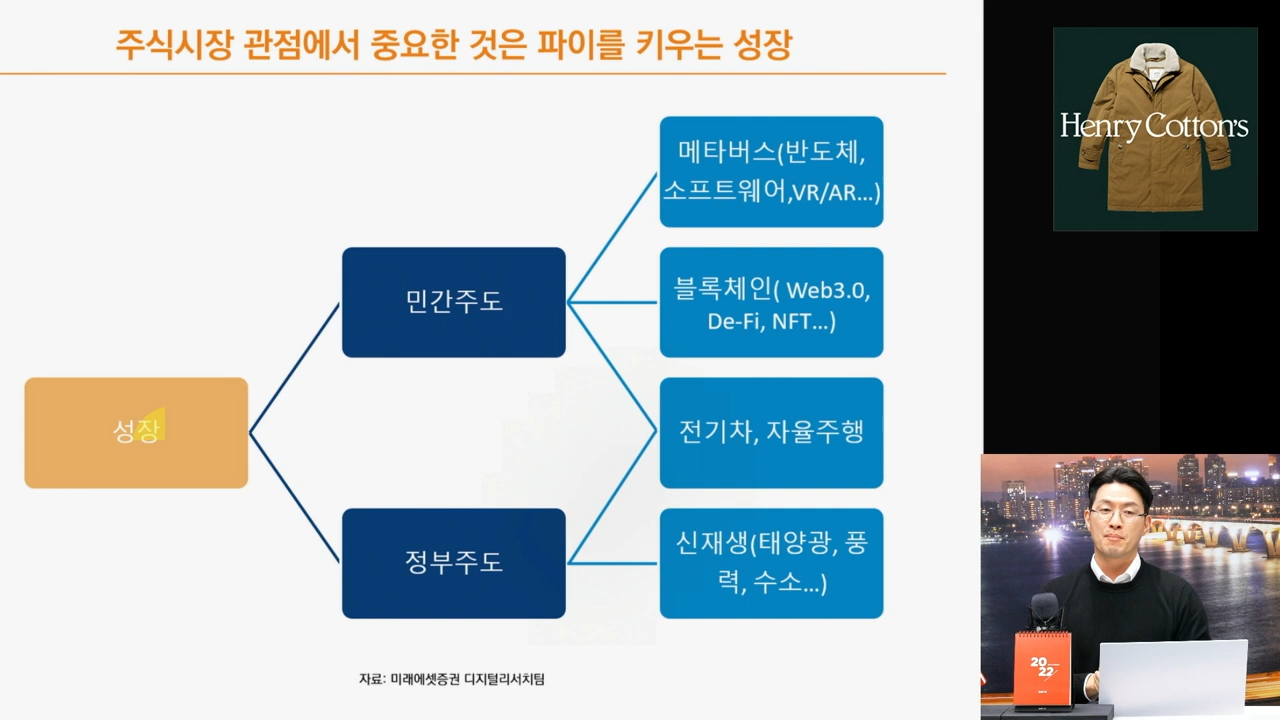 주식시장 관점에서 중요한 것은 파이를 키우는 성장
Henry Cotton's
메타버스(반도체,
소프트웨어,VR/AR...)
민간주도
블록체인( Web3.0,
De-Fi, NFT...)
성장
전기차, 자율주행
정부주도
신재생(태양광, 풍
력, 수소...)
20
22
자료: 미래에셋증권 디지털리서치팀